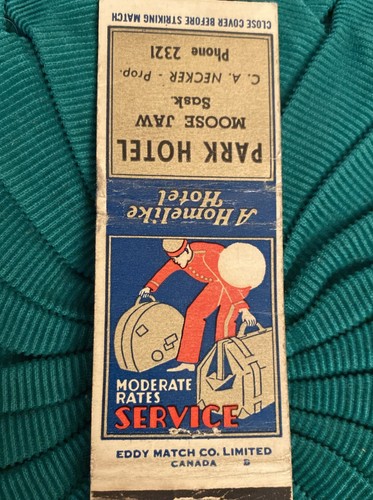 CLOSE COVER BEFORE STRIKING MATCH
PARK HOTEL
MOOSE JAW
Sask.
C. A. NECKER - Prop.
Phone 2321
A Homelike
Hotel
MODERATE
RATES
SERVICE
EDDY MATCH CO. LIMITED
CANADA D